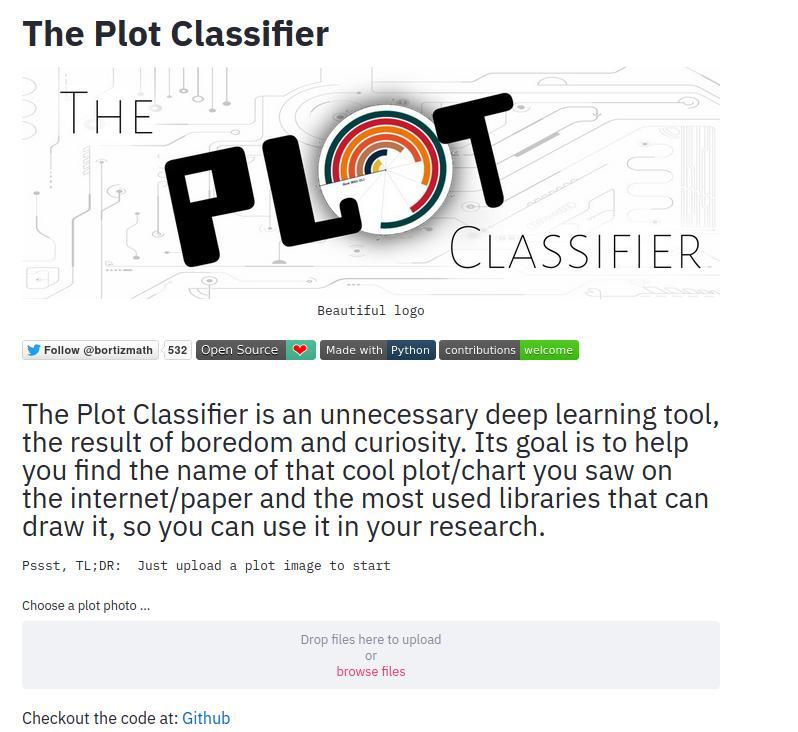 The Plot Classifier
THE
PLOT
CLASSIFIER
Beautiful logo
Follow @bortizmath 532 Open Source Made with Python contributions welcome
The Plot Classifier is an unnecessary deep learning tool,
the result of boredom and curiosity. Its goal is to help
you find the name of that cool plot/chart you saw on
the internet/paper and the most used libraries that can
draw it, so you can use it in your research.
Pssst, TL;DR: Just upload a plot image to start
Choose a plot photo ...
Drop files here to upload
or
browse files
Checkout the code at: Github